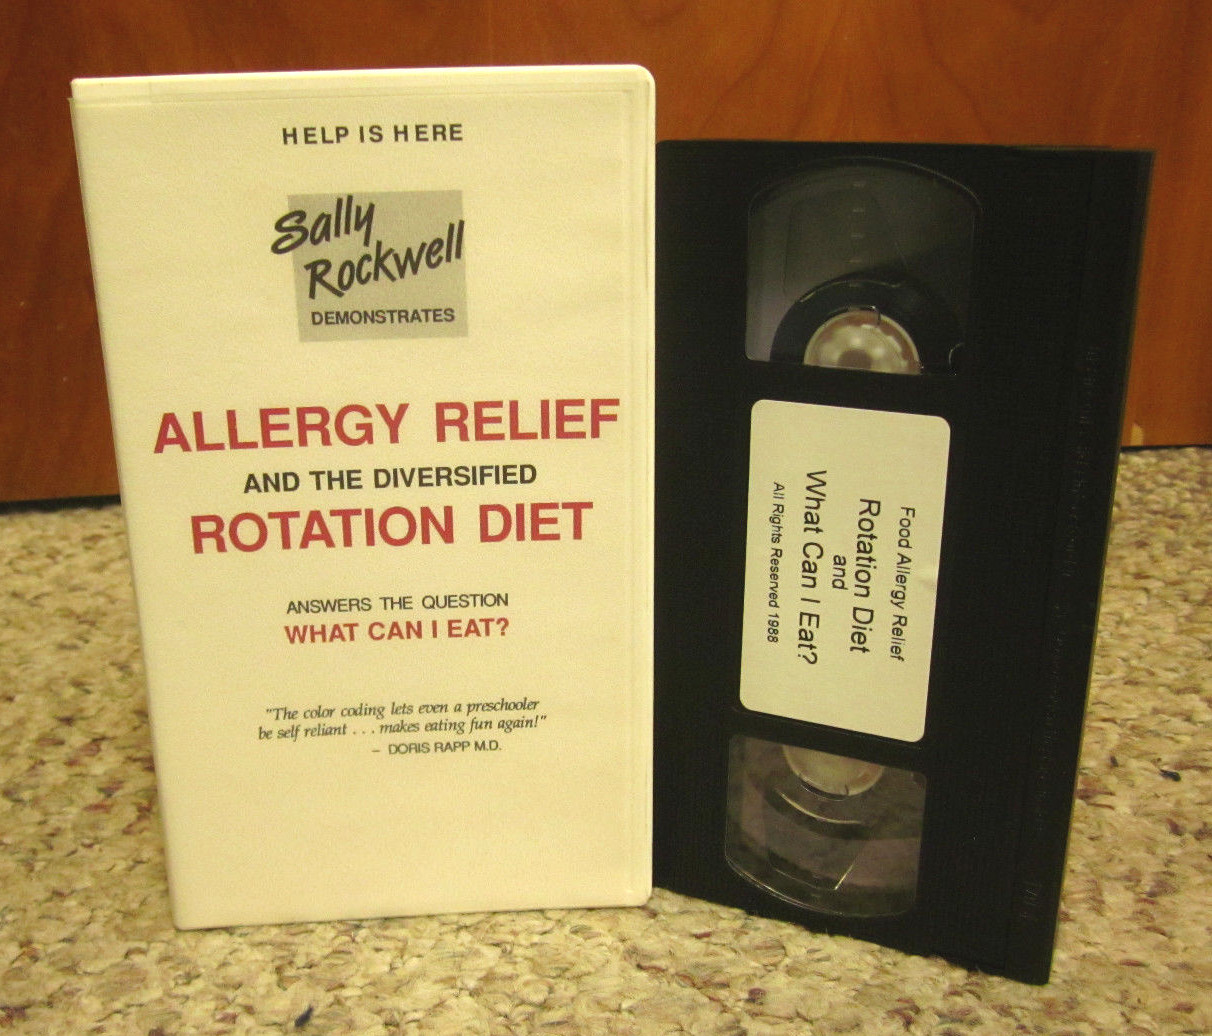 HELP IS HERE
Sally
Rockwell
DEMONSTRATES
ALLERGY RELIEF
AND THE DIVERSIFIED
ROTATION DIET
ANSWERS THE QUESTION
WHAT CAN I EAT?
"The color coding lets even a preschooler
be self reliant . . . makes eating fun again!"
– DORIS RAPP M.D.
Food Allergy Relief
Rotation Diet
and
What Can I Eat?
All Rights Reserved 1988